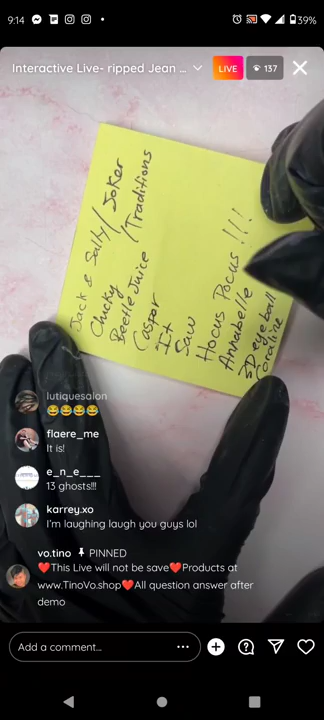 9:14
39%
Interactive Live- ripped Jean ...
LIVE
137
Jack & Sally / Joker
Chucky
BeetleJuice / Traditions
Casper
It
Saw
Hocus Pocus!!!
Annabelle
3D eyeball
Coraline
lutiquesalon
😂😂😂😂
flaere_me
It is!
e_n_e___
13 ghosts!!!
karrey.xo
I'm laughing laugh you guys lol
vo.tino PINNED
❤️This Live will not be save❤️Products at
www.TinoVo.shop❤️All question answer after
demo
Add a comment...